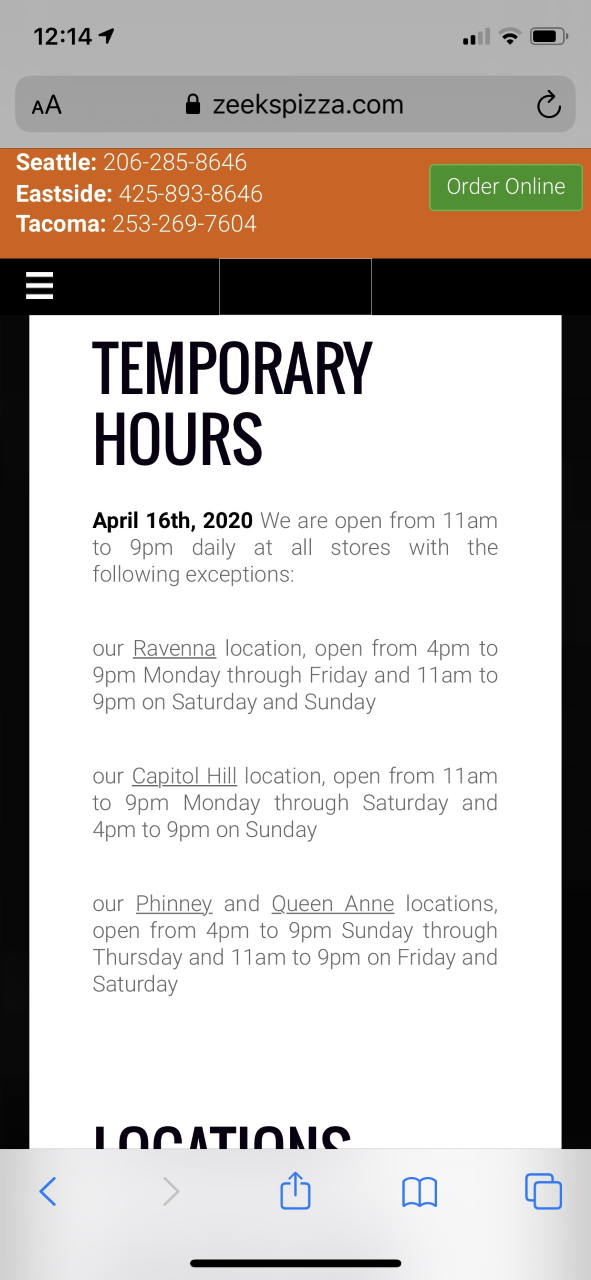 12:14
AA zeekspizza.com
Seattle: 206-285-8646
Eastside: 425-893-8646
Tacoma: 253-269-7604
Order Online
TEMPORARY
HOURS
April 16th, 2020 We are open from 11am
to 9pm daily at all stores with the
following exceptions:
our Ravenna location, open from 4pm to
9pm Monday through Friday and 11am to
9pm on Saturday and Sunday
our Capitol Hill location, open from 11am
to 9pm Monday through Saturday and
4pm to 9pm on Sunday
our Phinney and Queen Anne locations,
open from 4pm to 9pm Sunday through
Thursday and 11am to 9pm on Friday and
Saturday
LOCATIONS